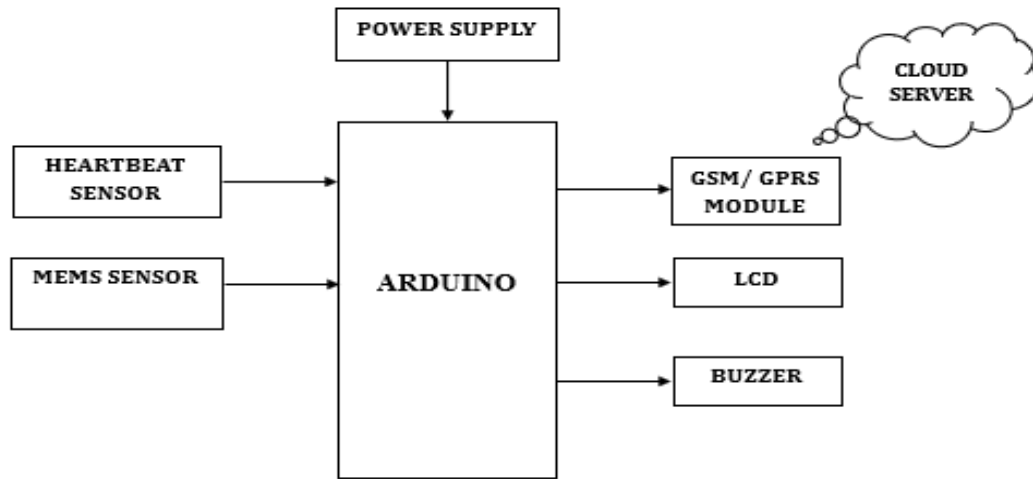 POWER SUPPLY
CLOUD
SERVER
HEARTBEAT
SENSOR
GSM/ GPRS
MODULE
MEMS SENSOR
ARDUINO
LCD
BUZZER